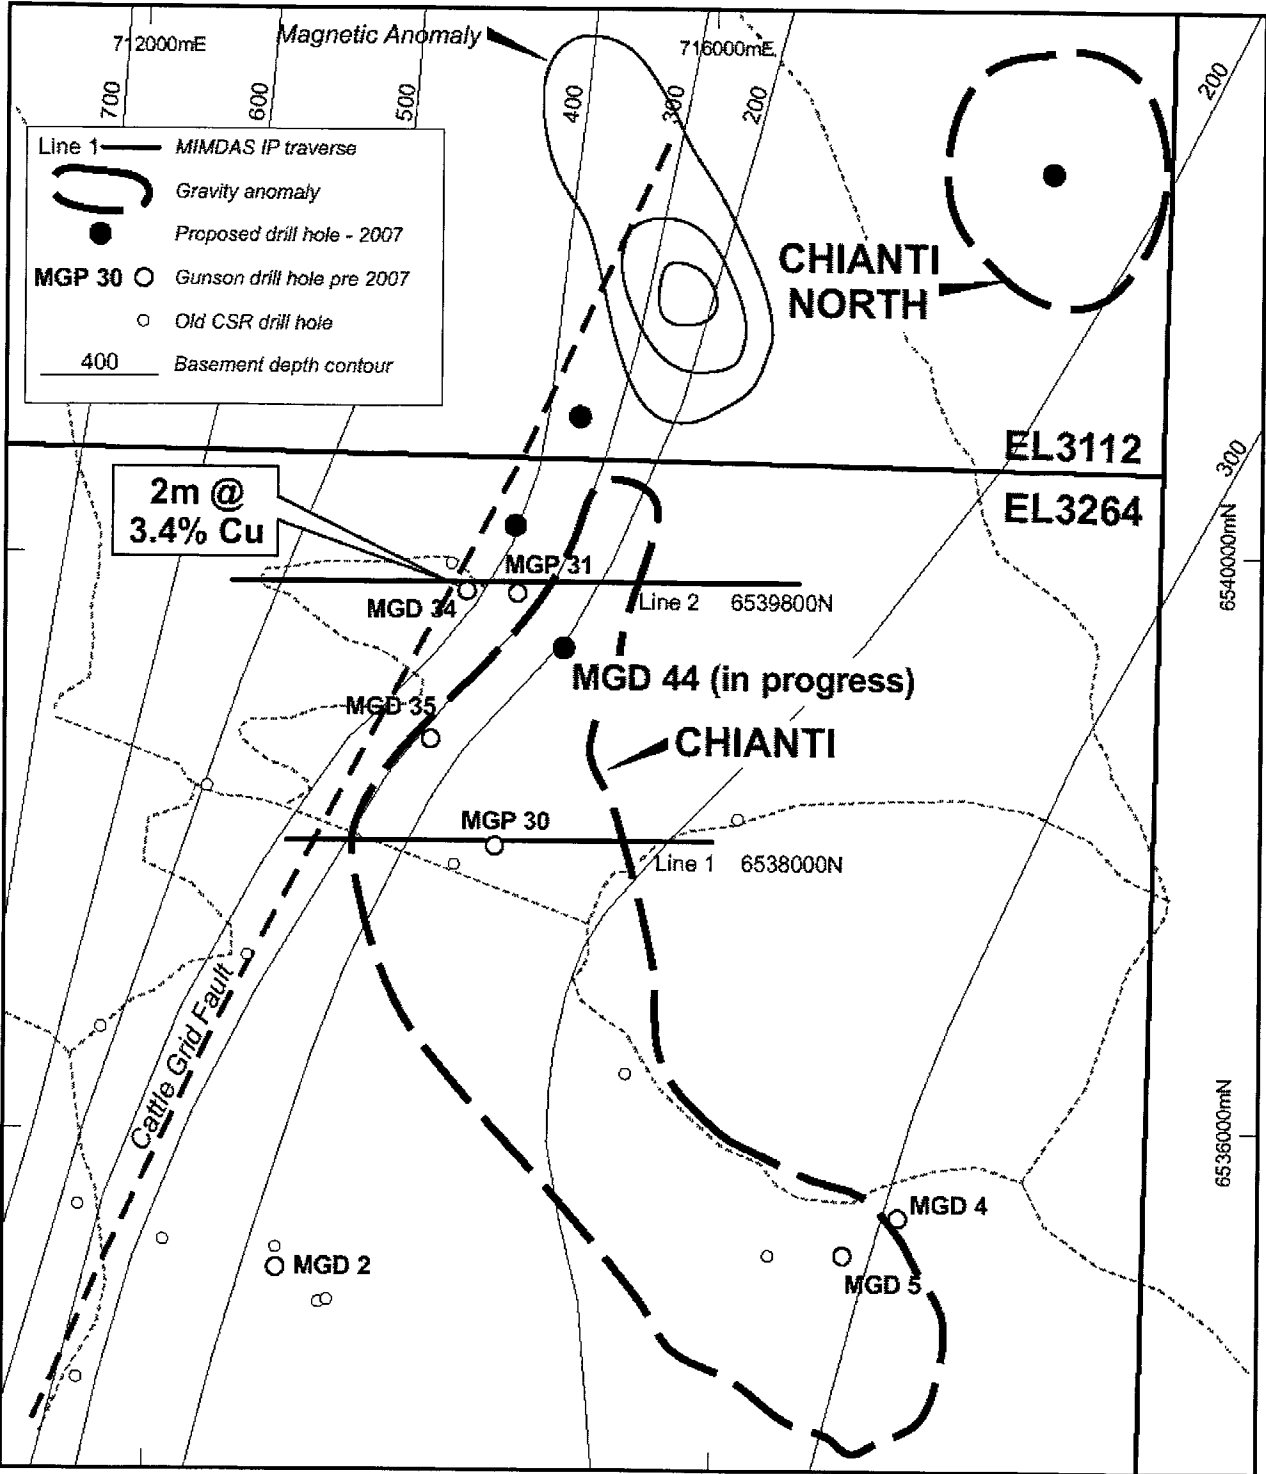 Magnetic Anomaly
712000mE
716000mE
700
600
500
400
300
200
200
Line 1 MIMDAS IP traverse
Gravity anomaly
Proposed drill hole - 2007
MGP 30 Gunson drill hole pre 2007
Old CSR drill hole
400 Basement depth contour
CHIANTI
NORTH
EL3112
EL3264
300
2m @
3.4% Cu
6540000mN
MGP 31
MGD 34
Line 2 6539800N
MGD 44 (in progress)
MGD 35
CHIANTI
MGP 30
Line 1 6538000N
Cattle Grid Fault
6536000mN
MGD 4
MGD 2
MGD 5